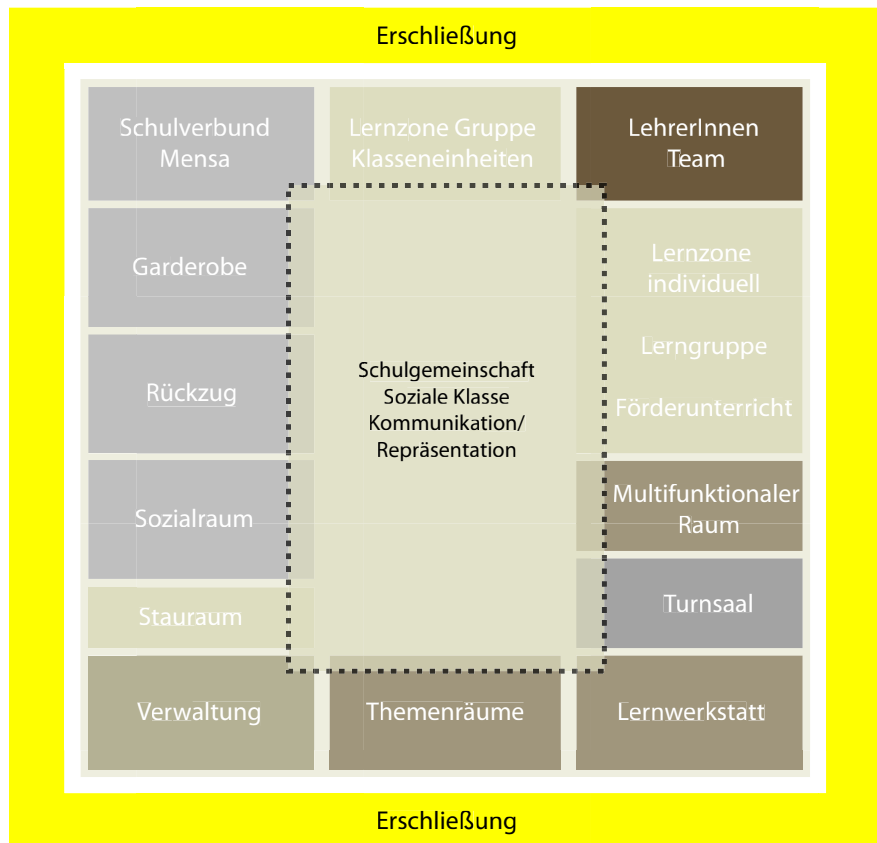 Erschließung
Schulverbund
Mensa
Lernzone Gruppe
Klasseneinheiten
LehrerInnen
Team
Garderobe
Lernzone
individuell
Lerngruppe
Förderunterricht
Rückzug
Schulgemeinschaft
Soziale Klasse
Kommunikation/
Repräsentation
Sozialraum
Multifunktionaler
Raum
Stauraum
Turnsaal
Verwaltung
Themenräume
Lernwerkstatt
Erschließung